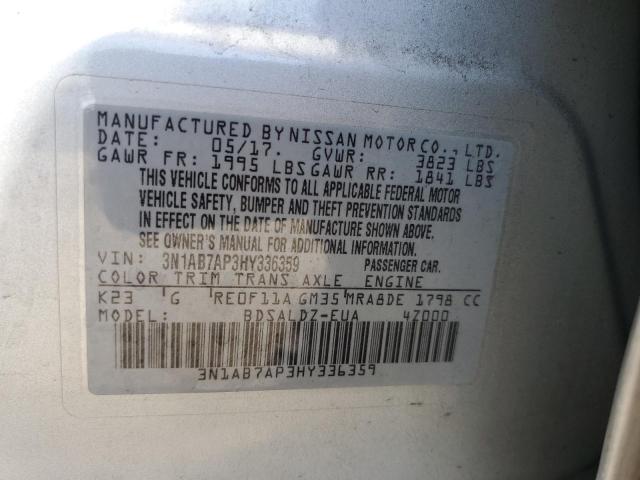 MANUFACTURED BY NISSAN MOTOR CO., LTD.
DATE: 05/17. GVWR: 3823 LBS
GAWR FR: 1995 LBS GAWR RR: 1841 LBS
THIS VEHICLE CONFORMS TO ALL APPLICABLE FEDERAL MOTOR
VEHICLE SAFETY, BUMPER AND THEFT PREVENTION STANDARDS
IN EFFECT ON THE DATE OF MANUFACTURE SHOWN ABOVE.
SEE OWNER'S MANUAL FOR ADDITIONAL INFORMATION.
VIN: 3N1AB7AP3HY336359 PASSENGER CAR.
COLOR TRIM TRANS AXLE ENGINE
K23 G RE0F11A GM35 MRA8DE 1798 CC
MODEL: BDSALDZ-EUA 4Z000
3N1AB7AP3HY336359